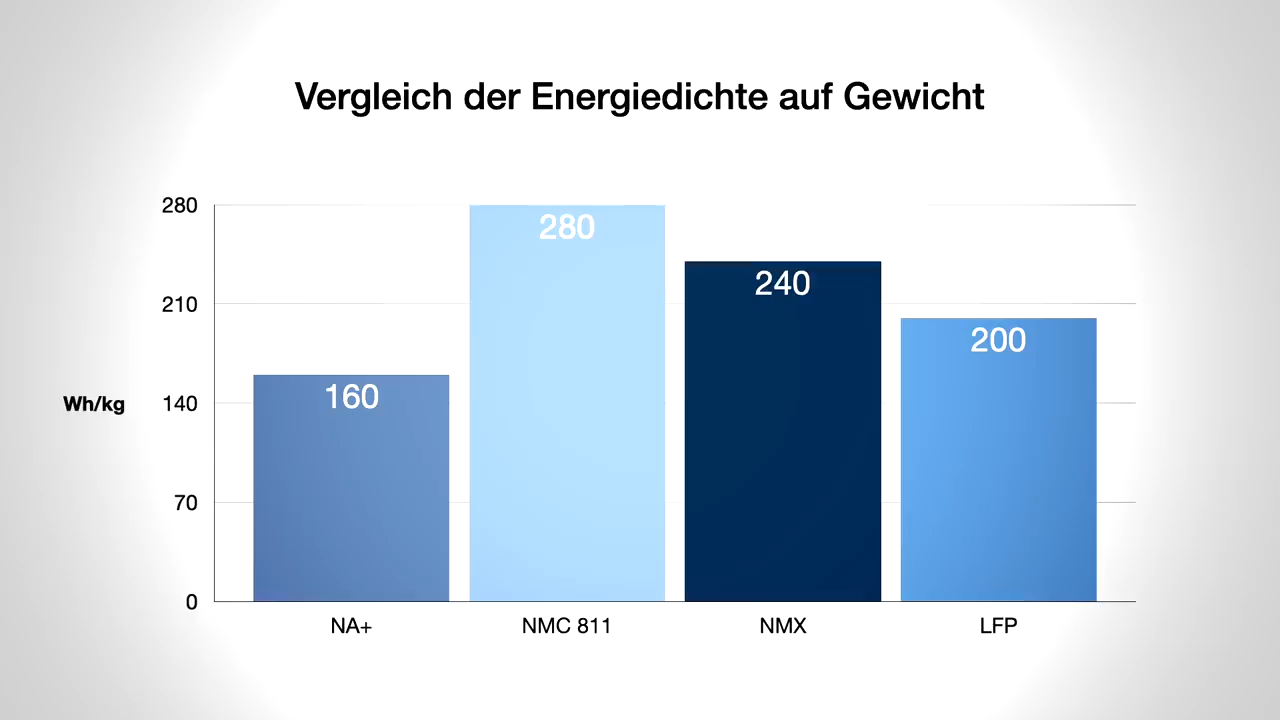 Vergleich der Energiedichte auf Gewicht
280
210
Wh/kg 140
70
0
160
280
240
200
NA+ NMC 811 NMX LFP